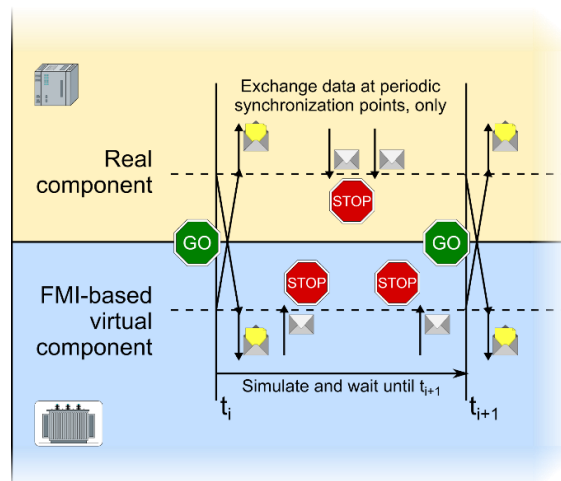 Exchange data at periodic
synchronization points, only
Real
component
STOP
GO
GO
STOP
STOP
FMI-based
virtual
component
Simulate and wait until tᵢ₊₁
tᵢ
tᵢ₊₁